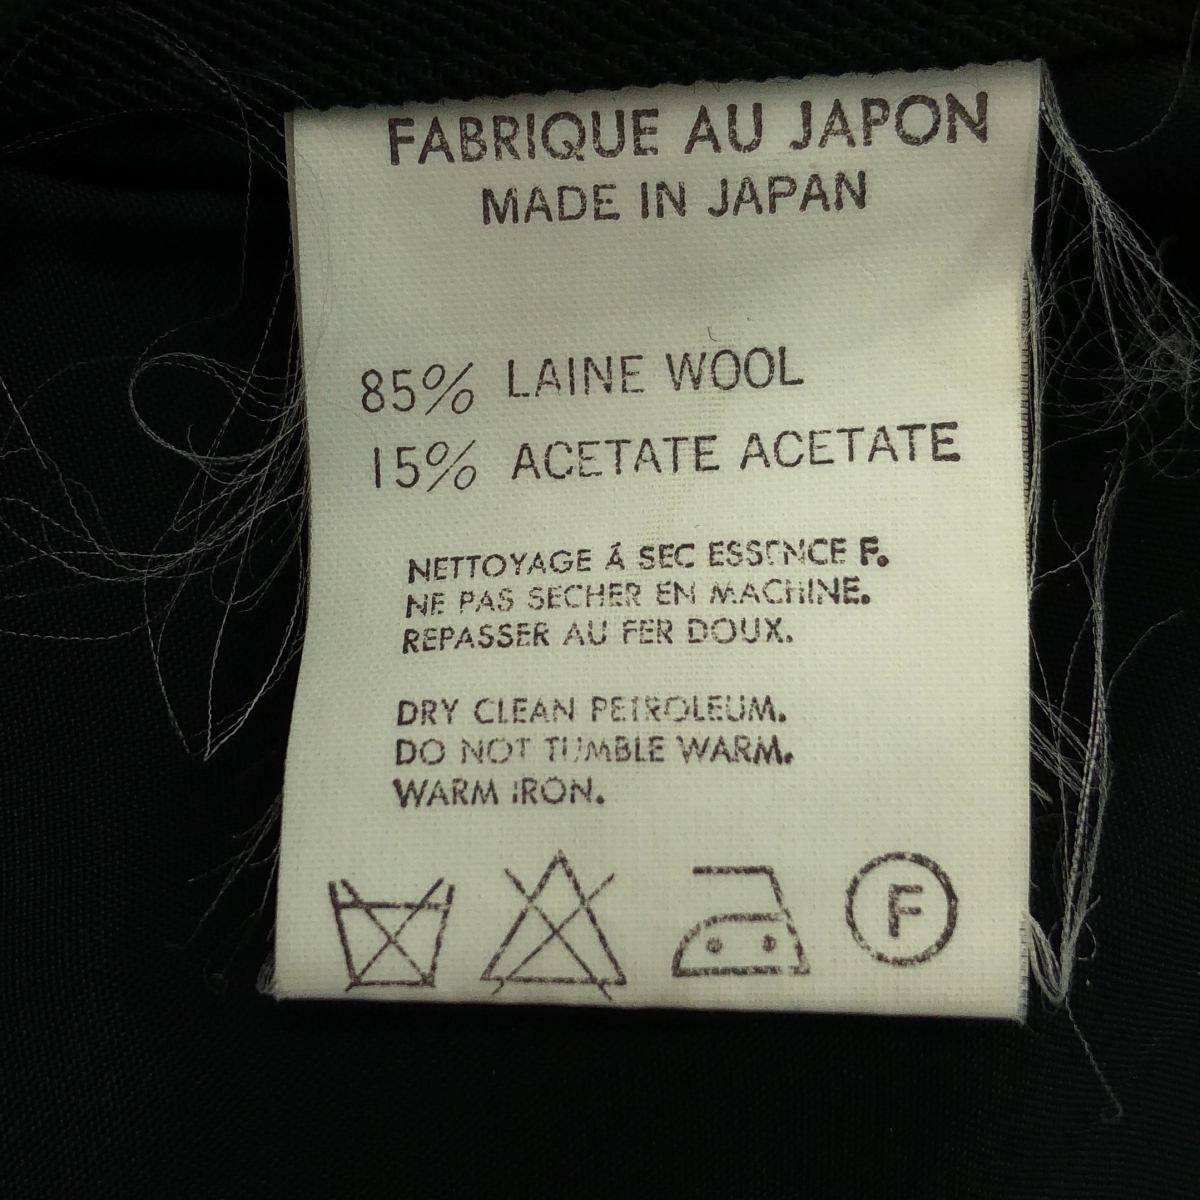 FABRIQUE AU JAPON
MADE IN JAPAN
85% LAINE WOOL
15% ACETATE ACETATE
NETTOYAGE À SEC ESSENCE F.
NE PAS SECHER EN MACHINE.
REPASSER AU FER DOUX.
DRY CLEAN PETROLEUM.
DO NOT TUMBLE WARM.
WARM IRON.
F